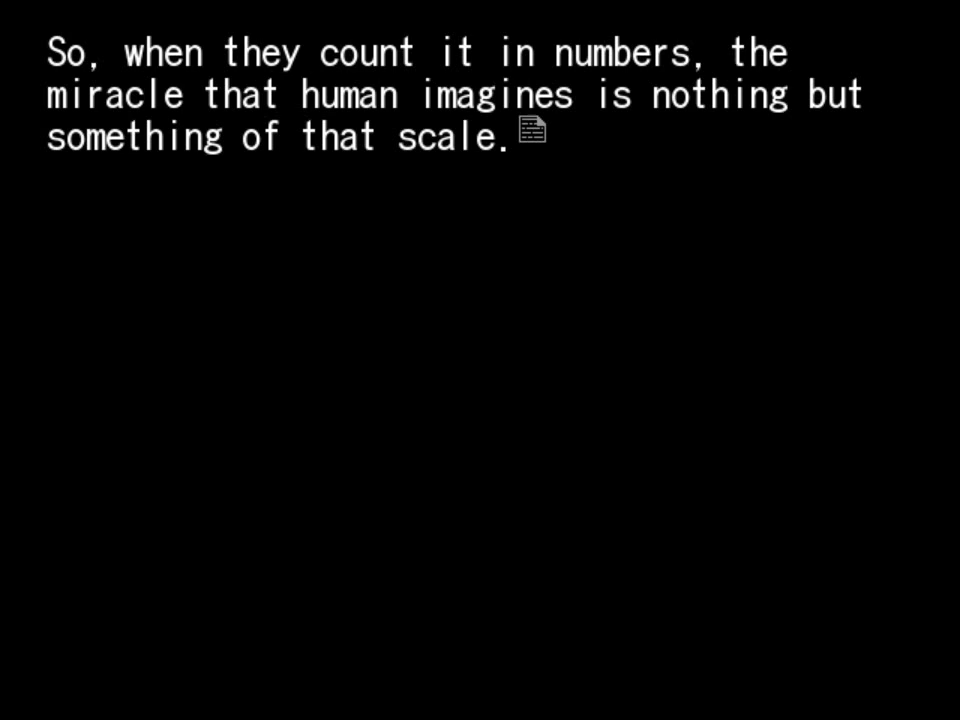 So, when they count it in numbers, the
miracle that human imagines is nothing but
something of that scale.